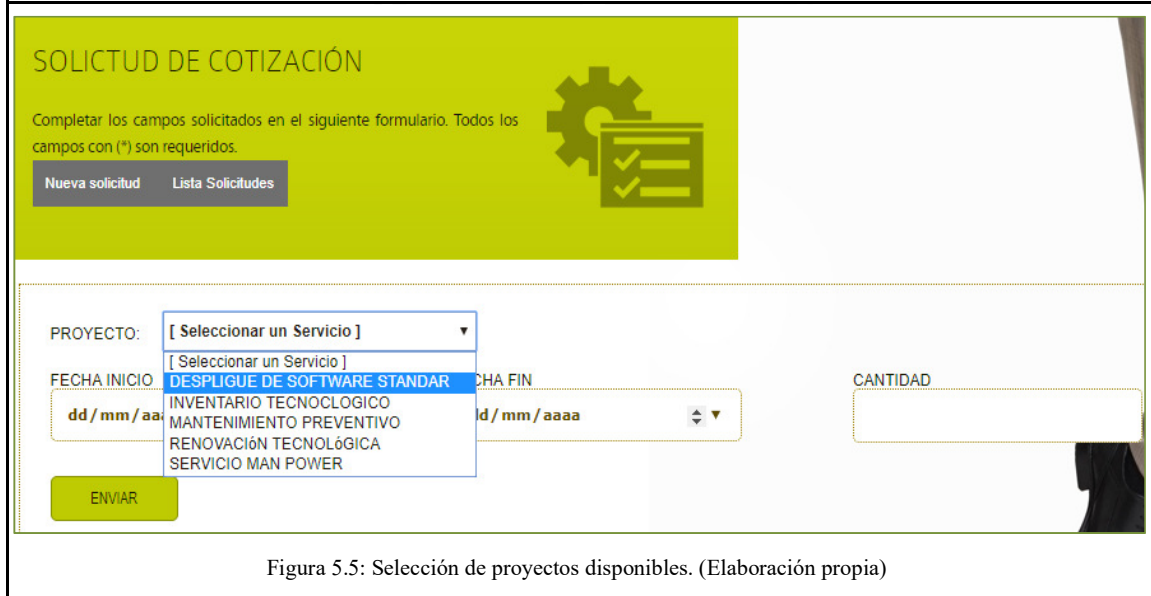 SOLICTUD DE COTIZACIÓN
Completar los campos solicitados en el siguiente formulario. Todos los
campos con (*) son requeridos.
Nueva solicitud Lista Solicitudes
PROYECTO: [ Seleccionar un Servicio ]
[ Seleccionar un Servicio ]
FECHA INICIO DESPLIGUE DE SOFTWARE STANDAR CHA FIN CANTIDAD
INVENTARIO TECNOCLOGICO
dd/mm/aaa MANTENIMIENTO PREVENTIVO dd/mm/aaaa
RENOVACIóN TECNOLóGICA
SERVICIO MAN POWER
ENVIAR
Figura 5.5: Selección de proyectos disponibles. (Elaboración propia)